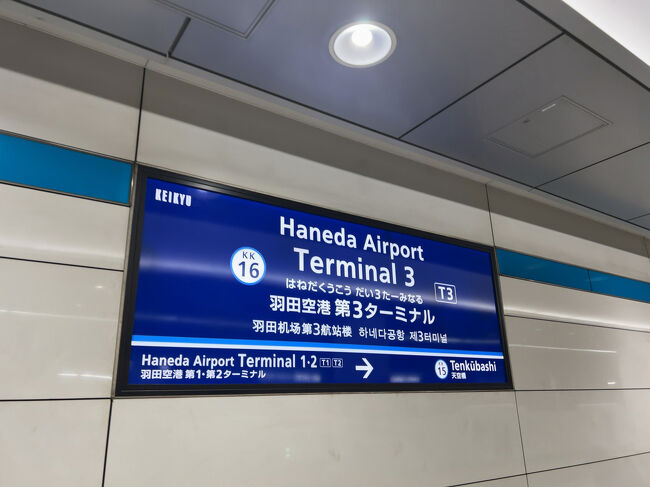 KEIKYU
Haneda Airport
Terminal 3
KK
16
はねだくうこう だい3たーみなる
T3
羽田空港 第3ターミナル
羽田机场第3航站楼 하네다공항 제3터미널
Haneda Airport Terminal 1·2 T1 T2 →
羽田空港 第1·第2ターミナル
KK
15
Tenkūbashi
天空橋